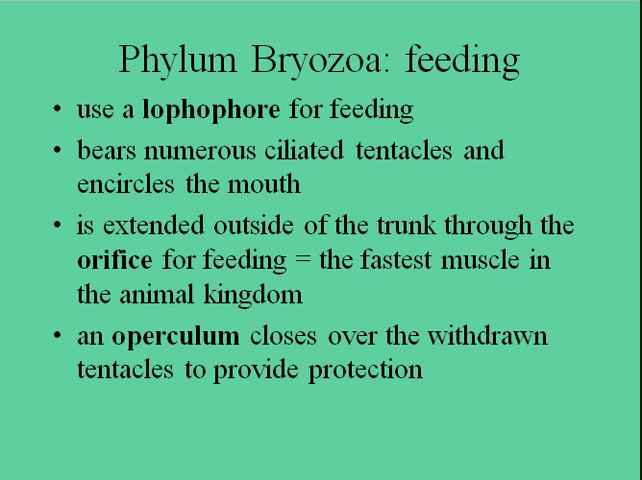 Phylum Bryozoa: feeding
• use a lophophore for feeding
• bears numerous ciliated tentacles and
encircles the mouth
• is extended outside of the trunk through the
orifice for feeding = the fastest muscle in
the animal kingdom
• an operculum closes over the withdrawn
tentacles to provide protection